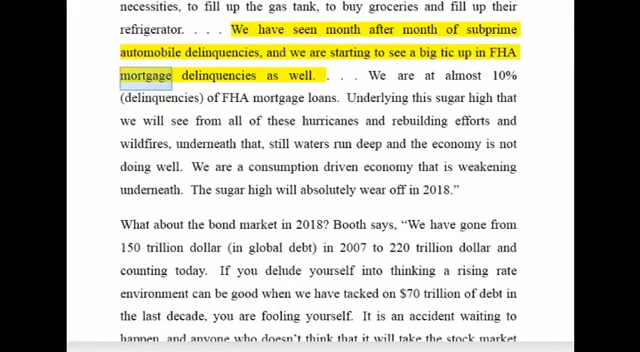 necessities, to fill up the gas tank, to buy groceries and fill up their
refrigerator. . . . We have seen month after month of subprime
automobile delinquencies, and we are starting to see a big tic up in FHA
mortgage delinquencies as well. . . . We are at almost 10%
(delinquencies) of FHA mortgage loans. Underlying this sugar high that
we will see from all of these hurricanes and rebuilding efforts and
wildfires, underneath that, still waters run deep and the economy is not
doing well. We are a consumption driven economy that is weakening
underneath. The sugar high will absolutely wear off in 2018.”
What about the bond market in 2018? Booth says, “We have gone from
150 trillion dollar (in global debt) in 2007 to 220 trillion dollar and
counting today. If you delude yourself into thinking a rising rate
environment can be good when we have tacked on $70 trillion of debt in
the last decade, you are fooling yourself. It is an accident waiting to
happen, and anyone who doesn’t think that it will take the stock market